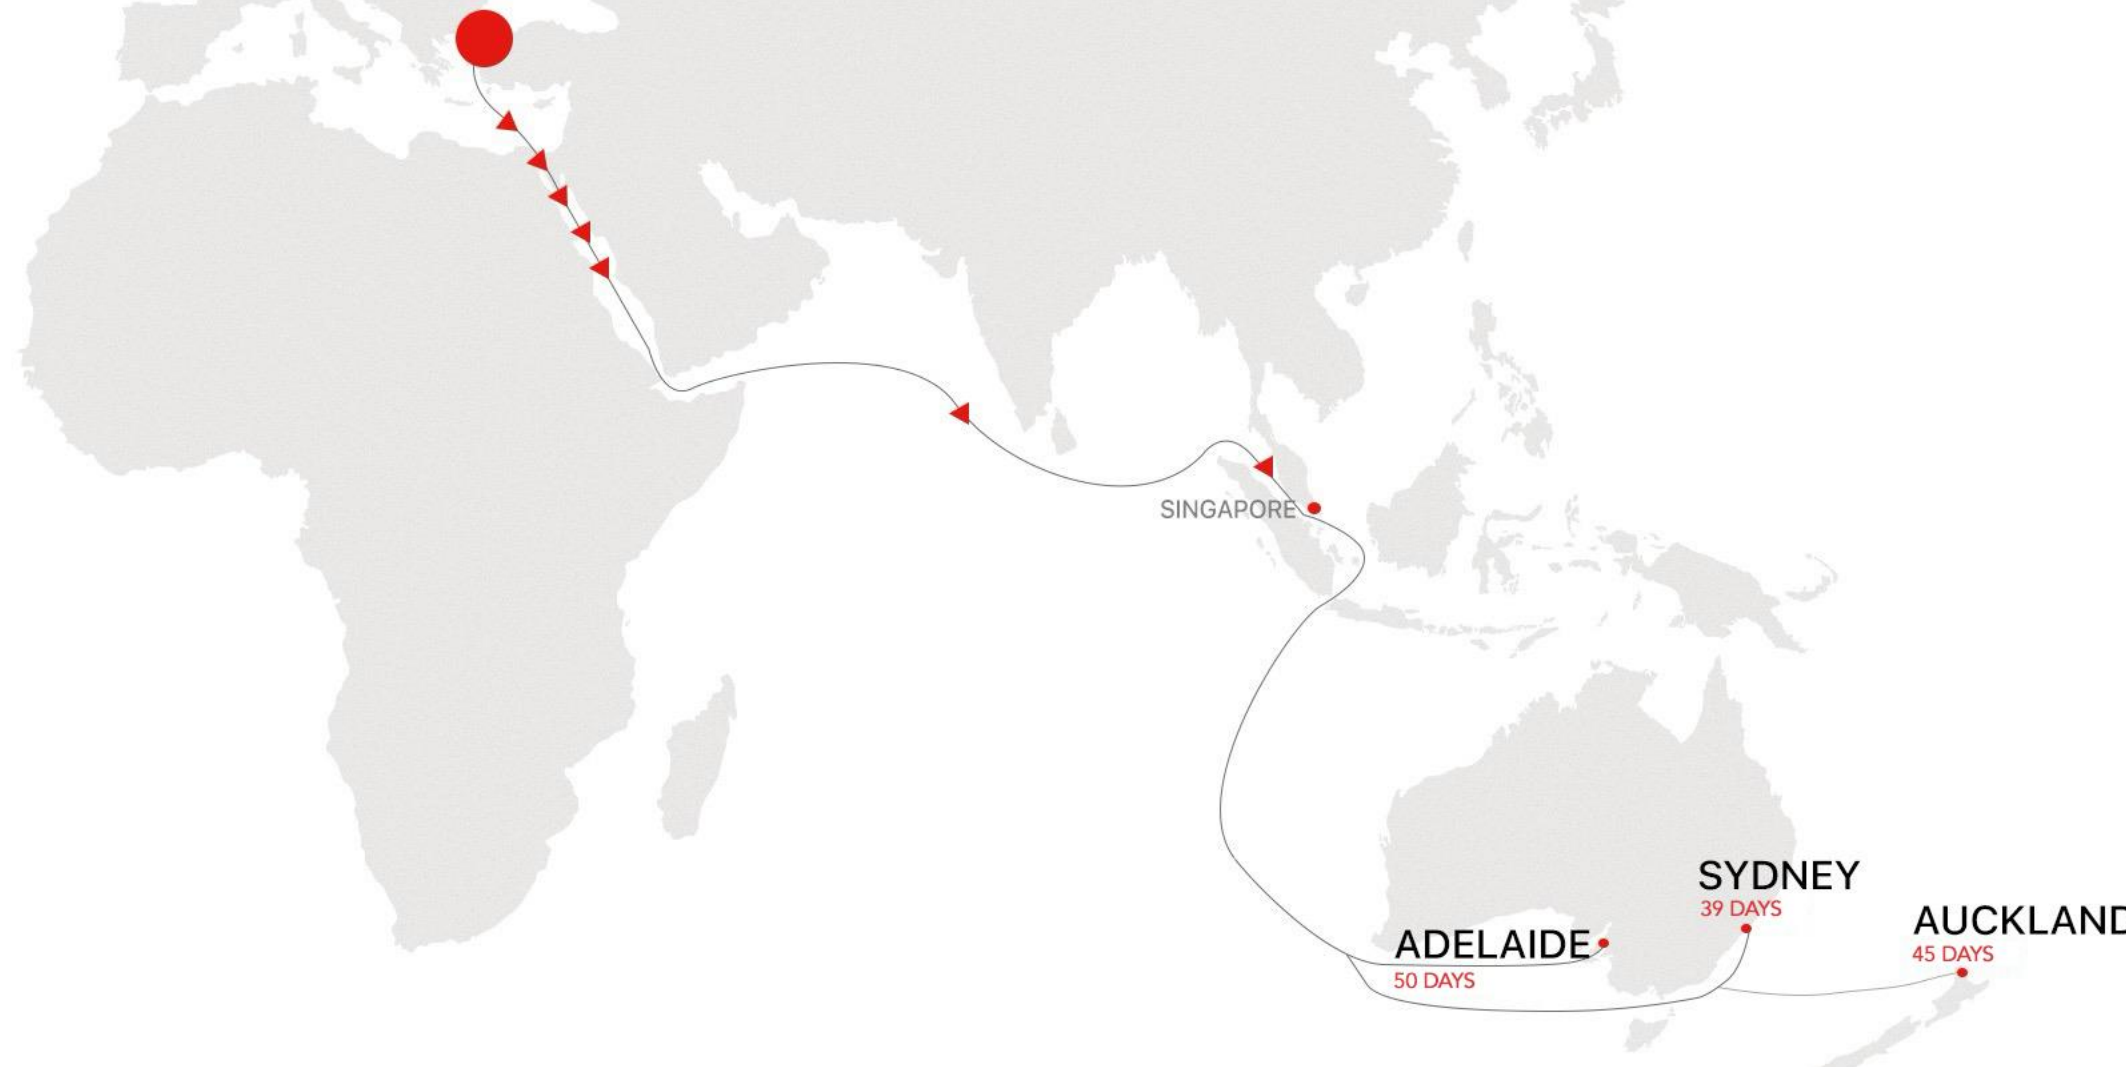 SINGAPORE
SYDNEY
39 DAYS
AUCKLAND
45 DAYS
ADELAIDE
50 DAYS